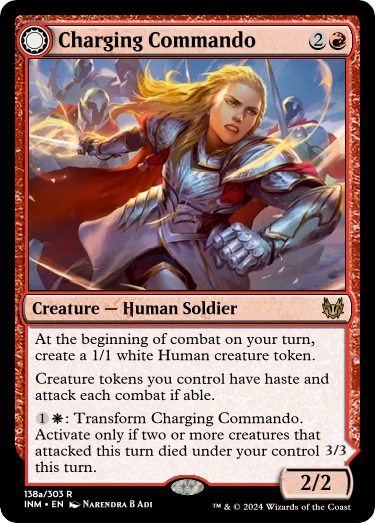 Charging Commando 2
Creature — Human Soldier
At the beginning of combat on your turn,
create a 1/1 white Human creature token.
Creature tokens you control have haste and
attack each combat if able.
1: Transform Charging Commando.
Activate only if two or more creatures that
attacked this turn died under your control
this turn.
3/3
2/2
138a/303 R
INM • EN Narendra B Adi
™ & © 2024 Wizards of the Coast